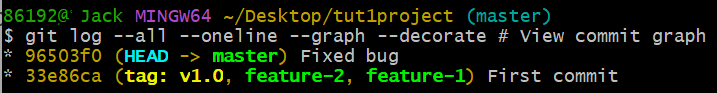 86192@ Jack MINGW64 ~/Desktop/tut1project (master)
$ git log --all --oneline --graph --decorate # View commit graph
* 96503f0 (HEAD -> master) Fixed bug
* 33e86ca (tag: v1.0, feature-2, feature-1) First commit